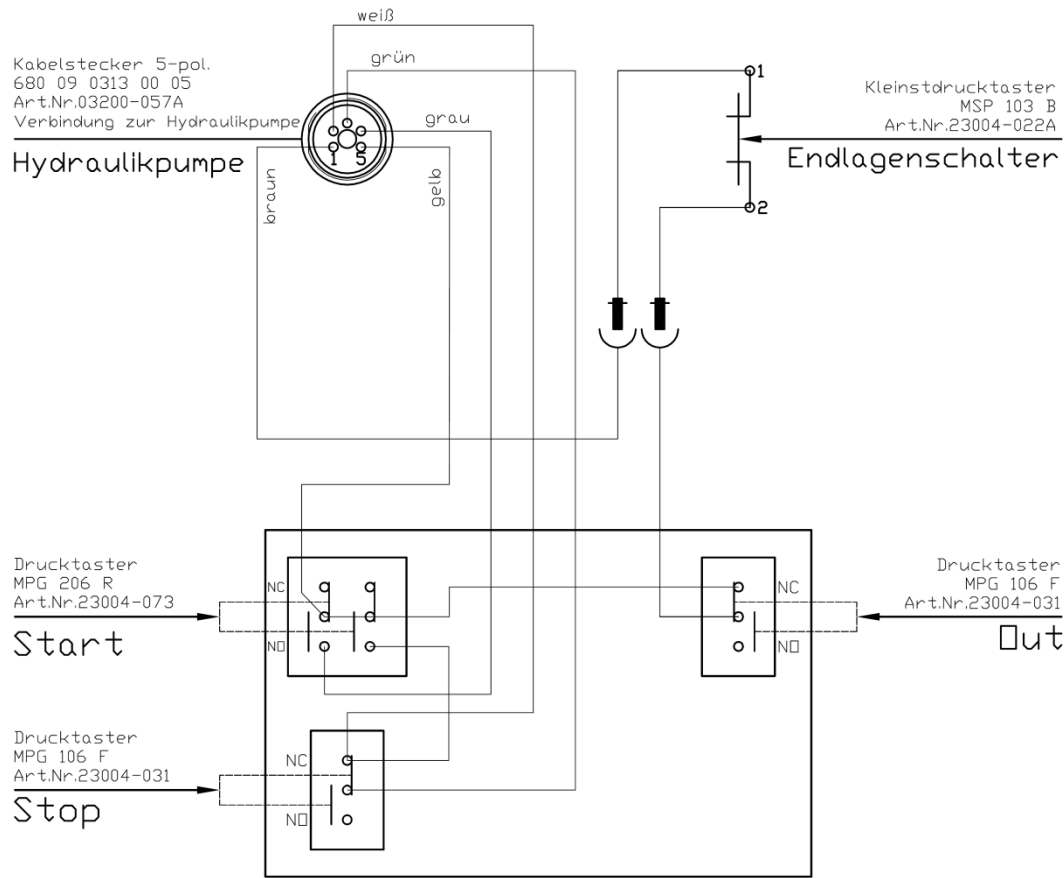 weiß
grün
grau
gelb
braun
Kabelstecker 5-pol.
680 09 0313 00 05
Art.Nr.03200-057A
Verbindung zur Hydraulikpumpe
Hydraulikpumpe
1 5
1
2
Kleinstdrucktaster
MSP 103 B
Art.Nr.23004-022A
Endlagenschalter
Drucktaster
MPG 206 R
Art.Nr.23004-073
Start
NC
NO
Drucktaster
MPG 106 F
Art.Nr.23004-031
Out
NC
NO
Drucktaster
MPG 106 F
Art.Nr.23004-031
Stop
NC
NO